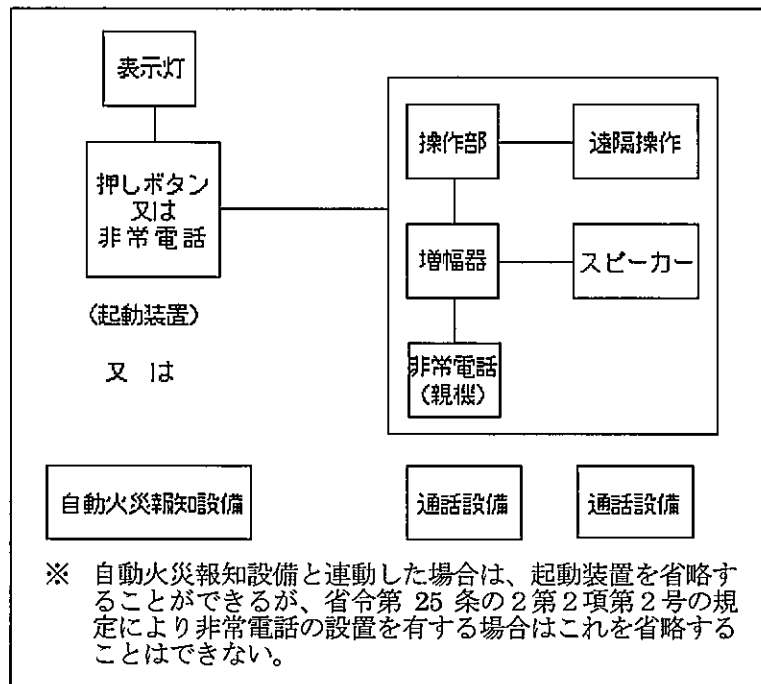 表示灯
押しボタン
又は
非常電話
(起動装置)
又は
操作部
遠隔操作
増幅器
スピーカー
非常電話
(親機)
自動火災報知設備
通話設備
通話設備
※ 自動火災報知設備と連動した場合は、起動装置を省略す
ることができるが、省令第 25 条の2第2項第2号の規
定により非常電話の設置を有する場合はこれを省略する
ことはできない。